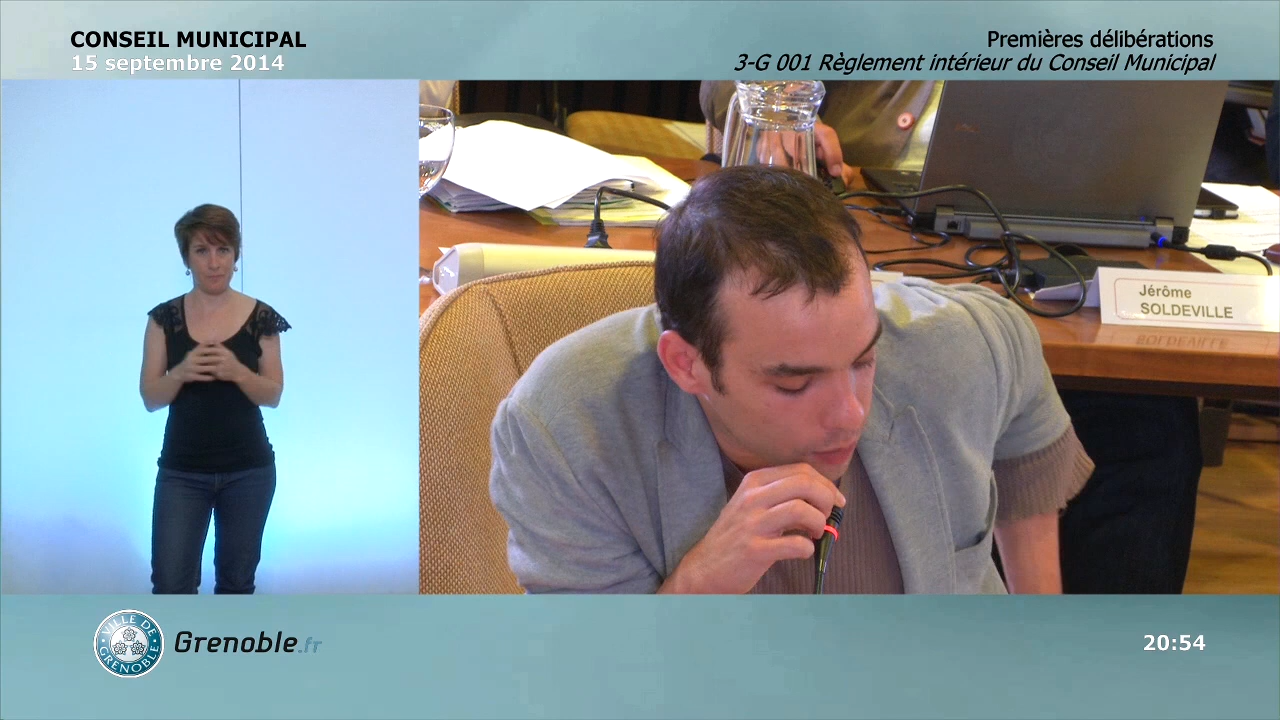 CONSEIL MUNICIPAL
15 septembre 2014
Premières délibérations
3-G 001 Règlement intérieur du Conseil Municipal
Jérôme
SOLDEVILLE
VILLE DE GRENOBLE
Grenoble.fr
20:54